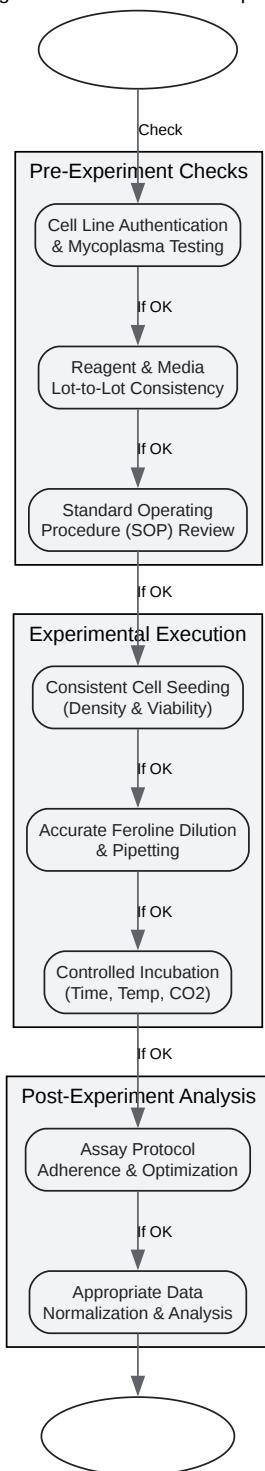 Check
Pre-Experiment Checks
Cell Line Authentication
& Mycoplasma Testing
If OK
Reagent & Media
Lot-to-Lot Consistency
If OK
Standard Operating
Procedure (SOP) Review
If OK
Experimental Execution
Consistent Cell Seeding
(Density & Viability)
If OK
Accurate Feroline Dilution
& Pipetting
If OK
Controlled Incubation
(Time, Temp, CO2)
If OK
Post-Experiment Analysis
Assay Protocol
Adherence & Optimization
If OK
Appropriate Data
Normalization & Analysis